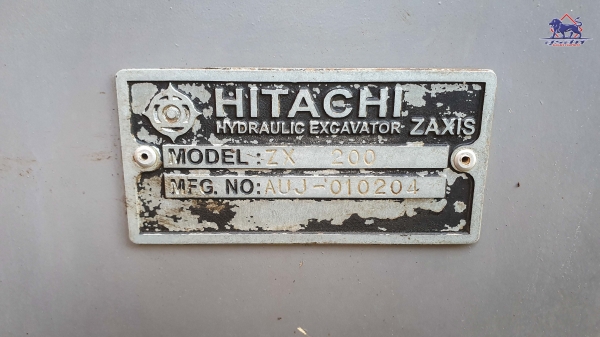 HITACHI
HYDRAULIC EXCAVATOR ZAXIS
MODEL : ZX 200
MFG. NO: AUJ-010204